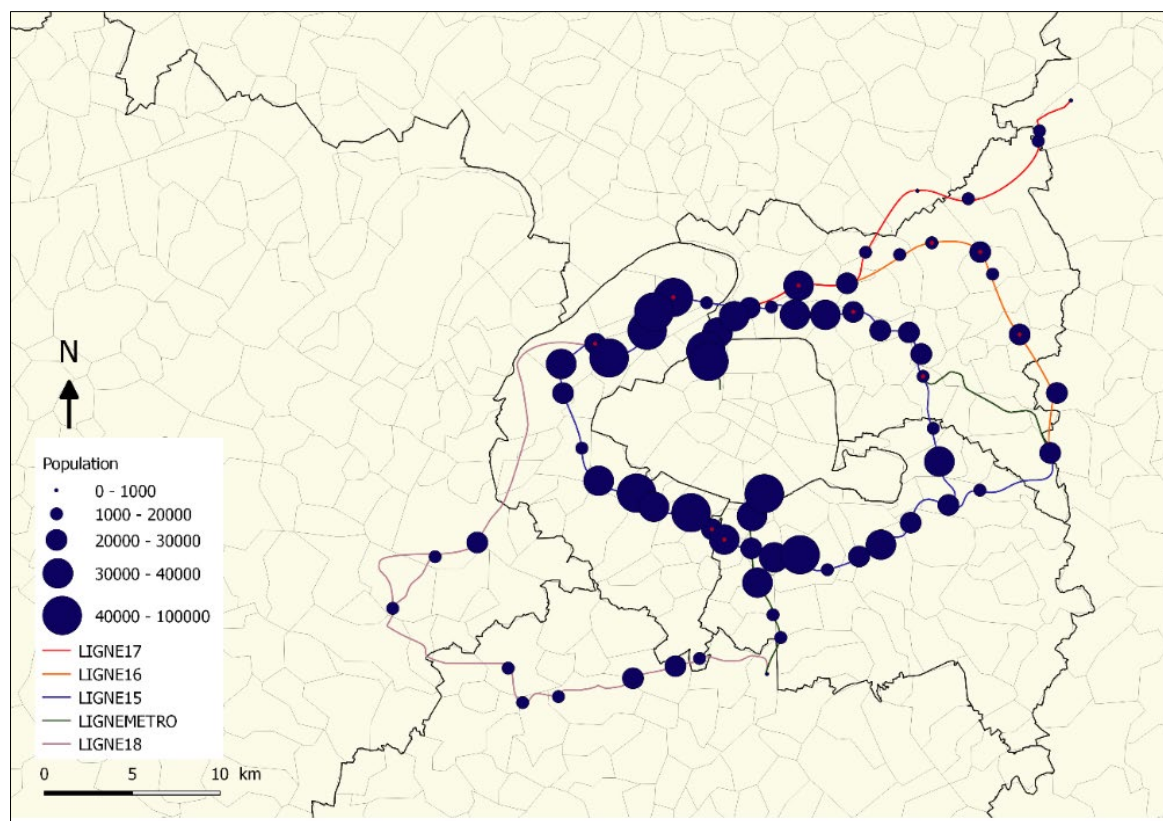 N
Population
0 - 1000
1000 - 20000
20000 - 30000
30000 - 40000
40000 - 100000
LIGNE17
LIGNE16
LIGNE15
LIGNEMETRO
LIGNE18
0 5 10 km